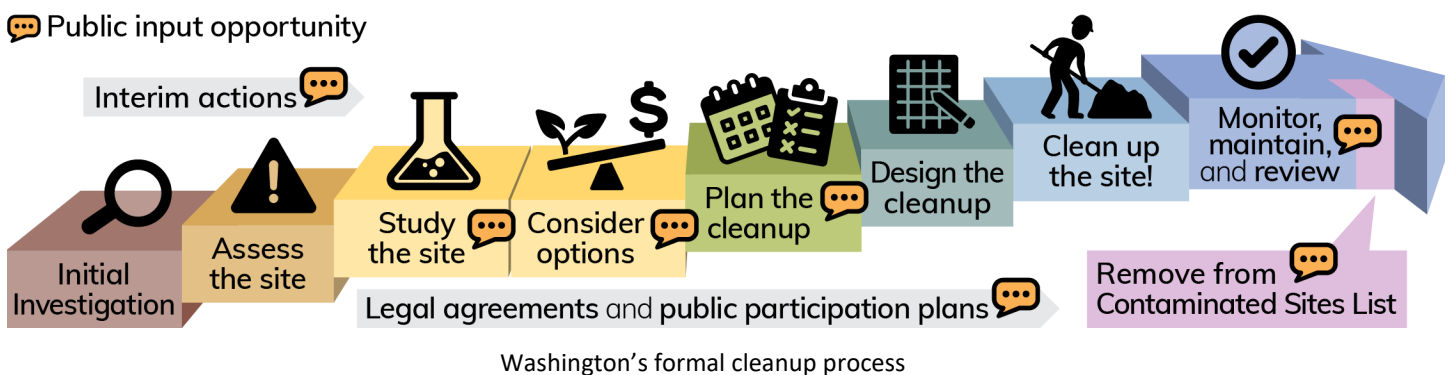 Public input opportunity
Interim actions
Initial
Investigation
Assess
the site
Study
the site
Consider
options
Plan the
cleanup
Design the
cleanup
Clean up
the site!
Monitor,
maintain,
and review
Legal agreements and public participation plans
Remove from
Contaminated Sites List
Washington’s formal cleanup process